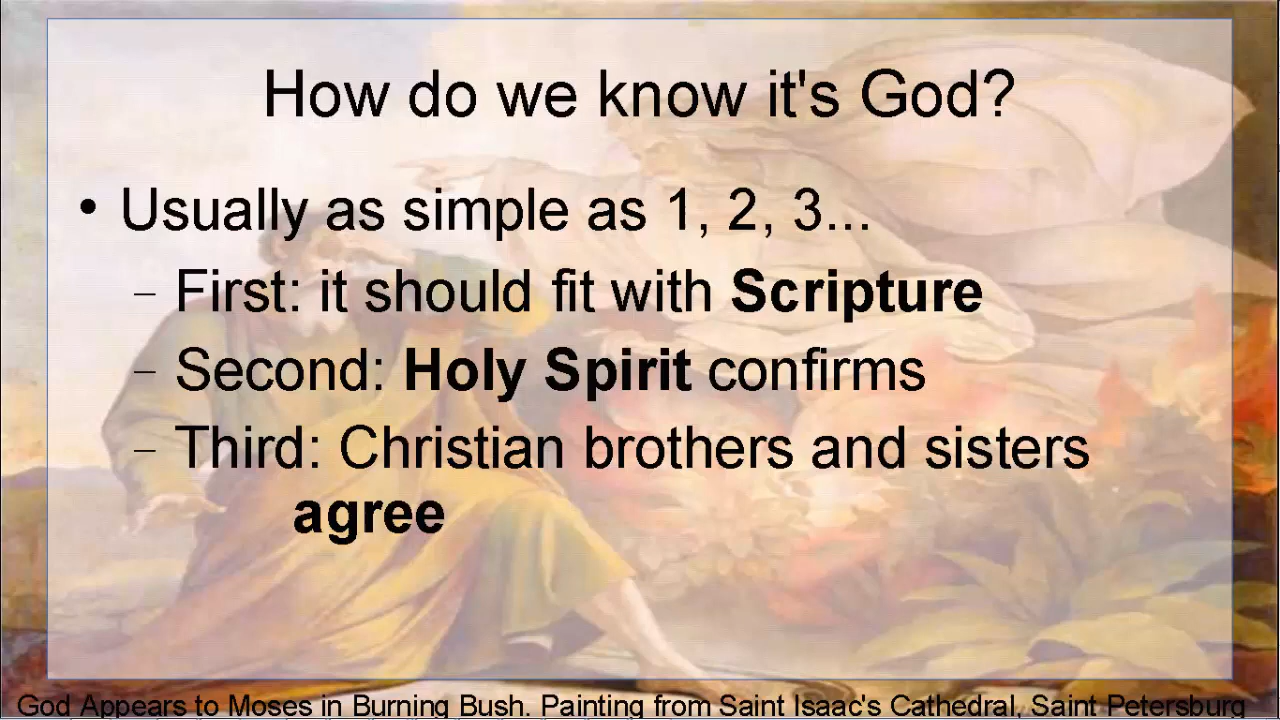 How do we know it's God?
• Usually as simple as 1, 2, 3...
– First: it should fit with Scripture
– Second: Holy Spirit confirms
– Third: Christian brothers and sisters
agree
God Appears to Moses in Burning Bush. Painting from Saint Isaac's Cathedral, Saint Petersburg